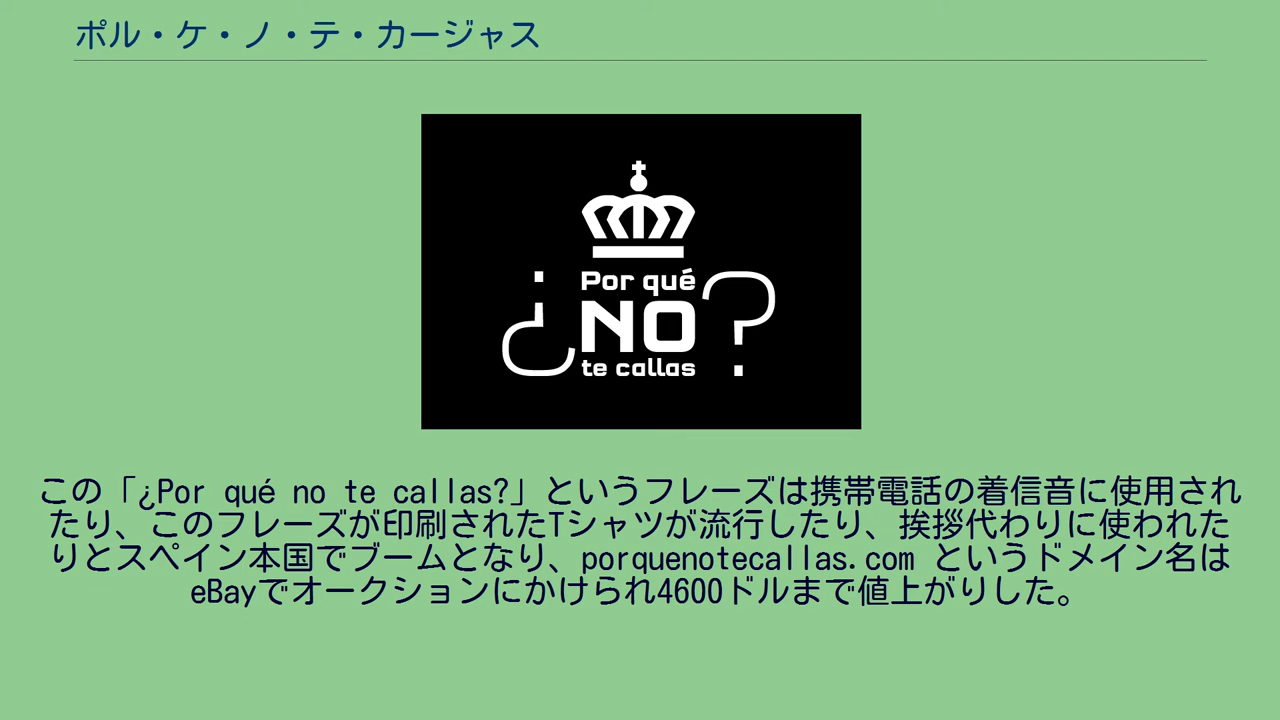 ポル・ケ・ノ・テ・カージャス
¿Por qué
NO?
te callas
この「¿Por qué no te callas?」というフレーズは携帯電話の着信音に使用され
たり、このフレーズが印刷されたTシャツが流行したり、挨拶代わりに使われた
りとスペイン本国でブームとなり、porquenotecallas.com というドメイン名は
eBayでオークションにかけられ4600ドルまで値上がりした。